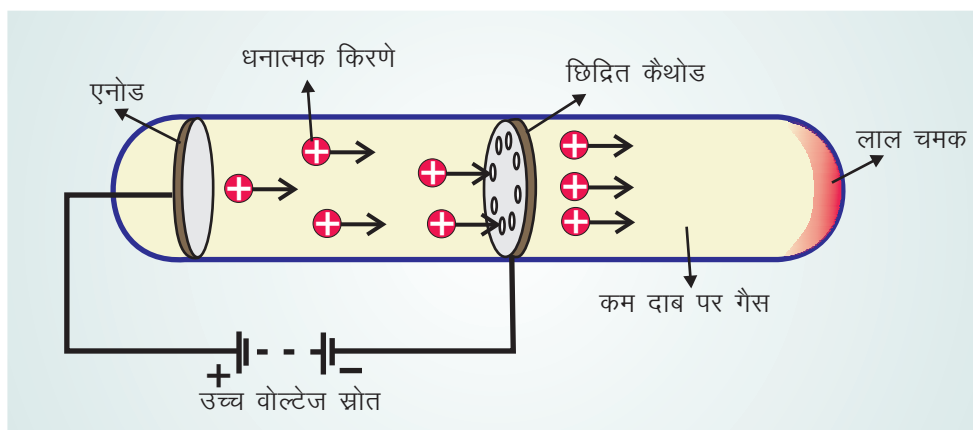 धनात्मक किरणे
एनोड
छिद्रित कैथोड
लाल चमक
कम दाब पर गैस
+ –
उच्च वोल्टेज स्रोत